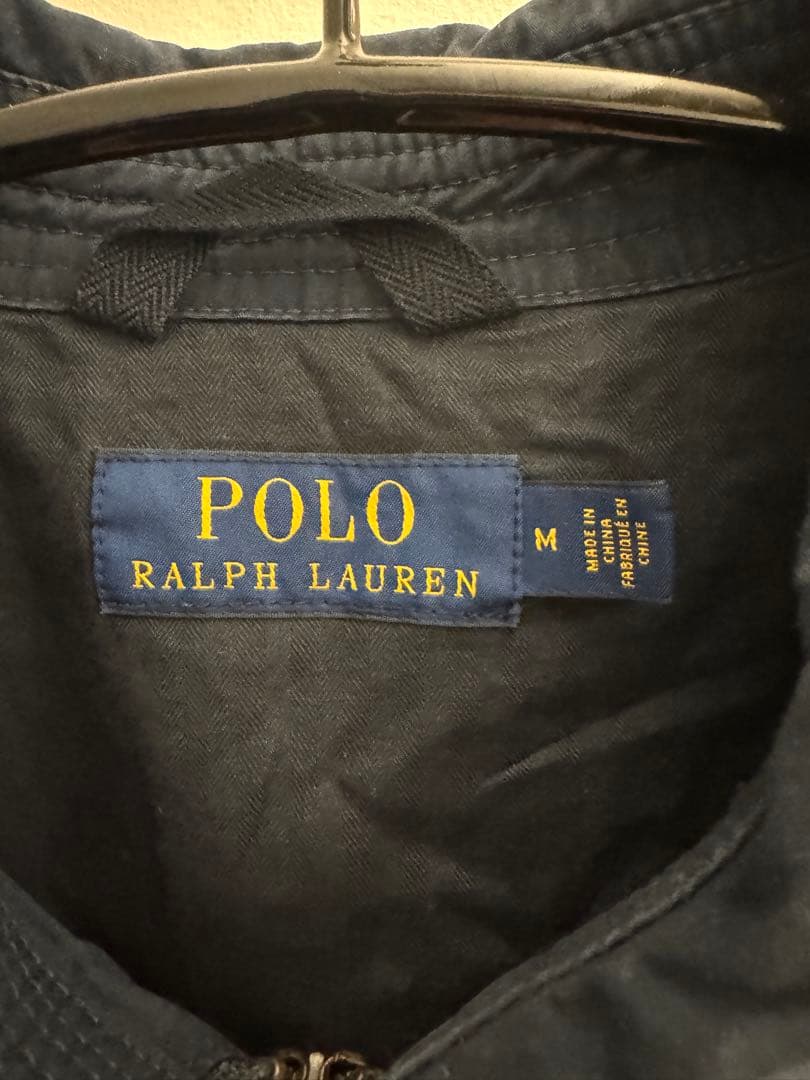 POLO
RALPH LAUREN
M
MADE IN
CHINA
FABRIQUÉ EN
CHINE